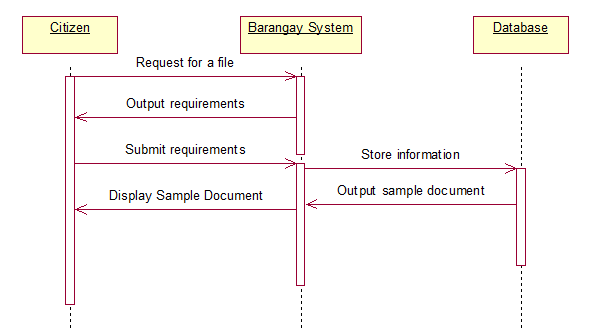 Citizen
Barangay System
Database
Request for a file
Output requirements
Submit requirements
Store information
Output sample document
Display Sample Document